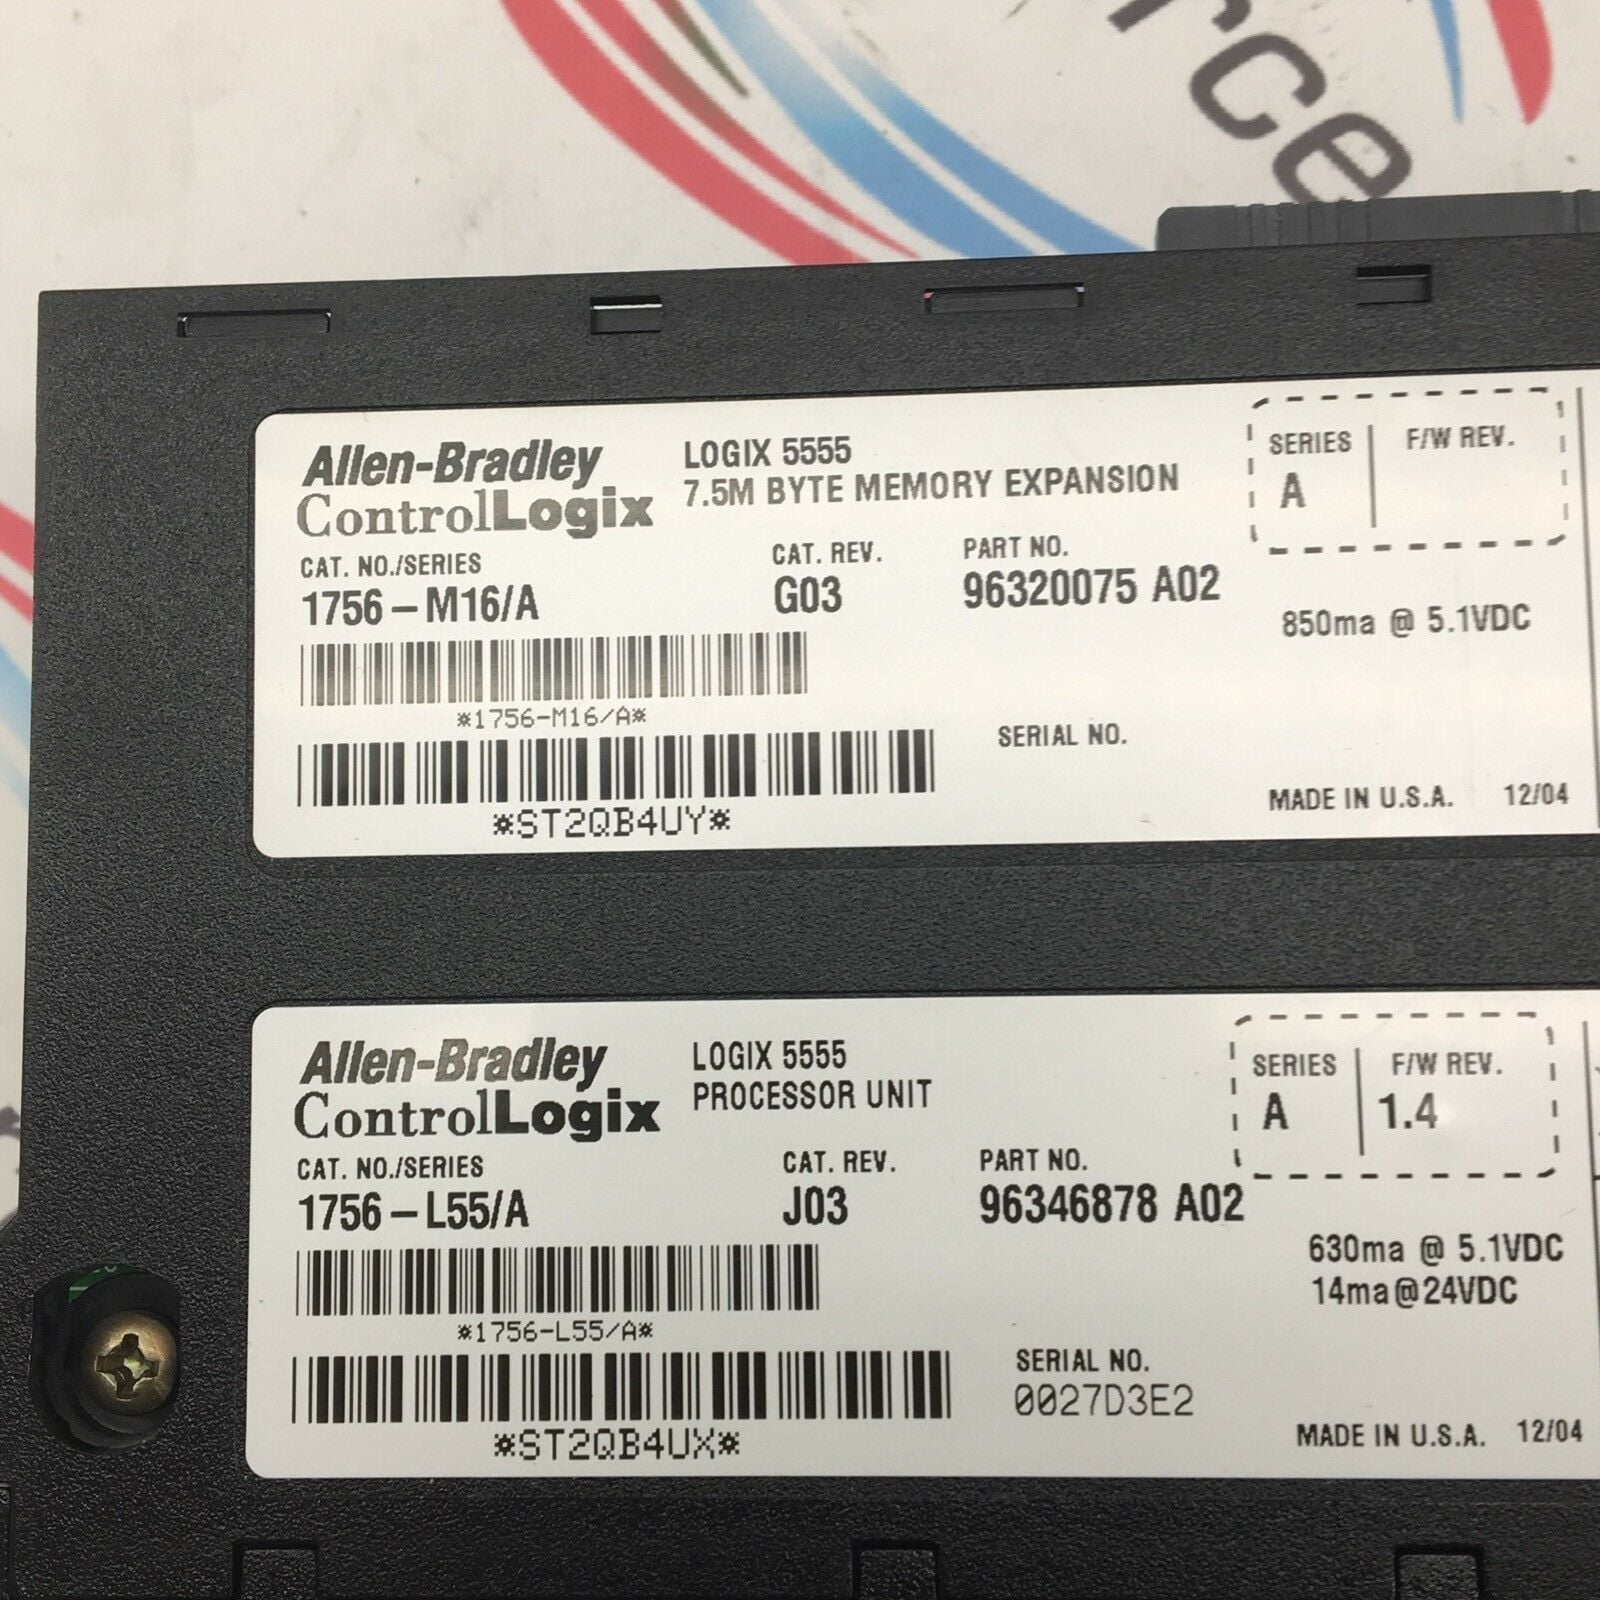 rce
Allen-Bradley
ControlLogix
LOGIX 5555
7.5M BYTE MEMORY EXPANSION
SERIES
A
F/W REV.
CAT. NO./SERIES
1756-M16/A
CAT. REV.
G03
PART NO.
96320075 A02
850ma @ 5.1VDC
*1756-M16/A*
*ST2QB4UY*
SERIAL NO.
MADE IN U.S.A. 12/04
Allen-Bradley
ControlLogix
LOGIX 5555
PROCESSOR UNIT
SERIES
A
F/W REV.
1.4
CAT. NO./SERIES
1756-L55/A
CAT. REV.
J03
PART NO.
96346878 A02
630ma @ 5.1VDC
14ma@24VDC
*1756-L55/A*
*ST2QB4UX*
SERIAL NO.
0027D3E2
MADE IN U.S.A. 12/04